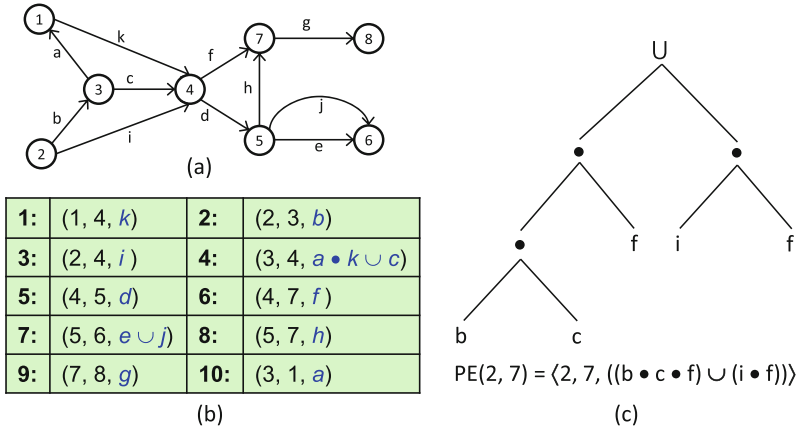 1
k
a
3
c
4
b
2
i
f
7
g
8
h
d
5
j
e
6
(a)
1: (1, 4, k) 2: (2, 3, b)
3: (2, 4, i ) 4: (3, 4, a • k ∪ c)
5: (4, 5, d) 6: (4, 7, f )
7: (5, 6, e ∪ j) 8: (5, 7, h)
9: (7, 8, g) 10: (3, 1, a)
(b)
∪
• •
• f i f
b c
PE(2, 7) = ⟨2, 7, ((b • c • f) ∪ (i • f))⟩
(c)